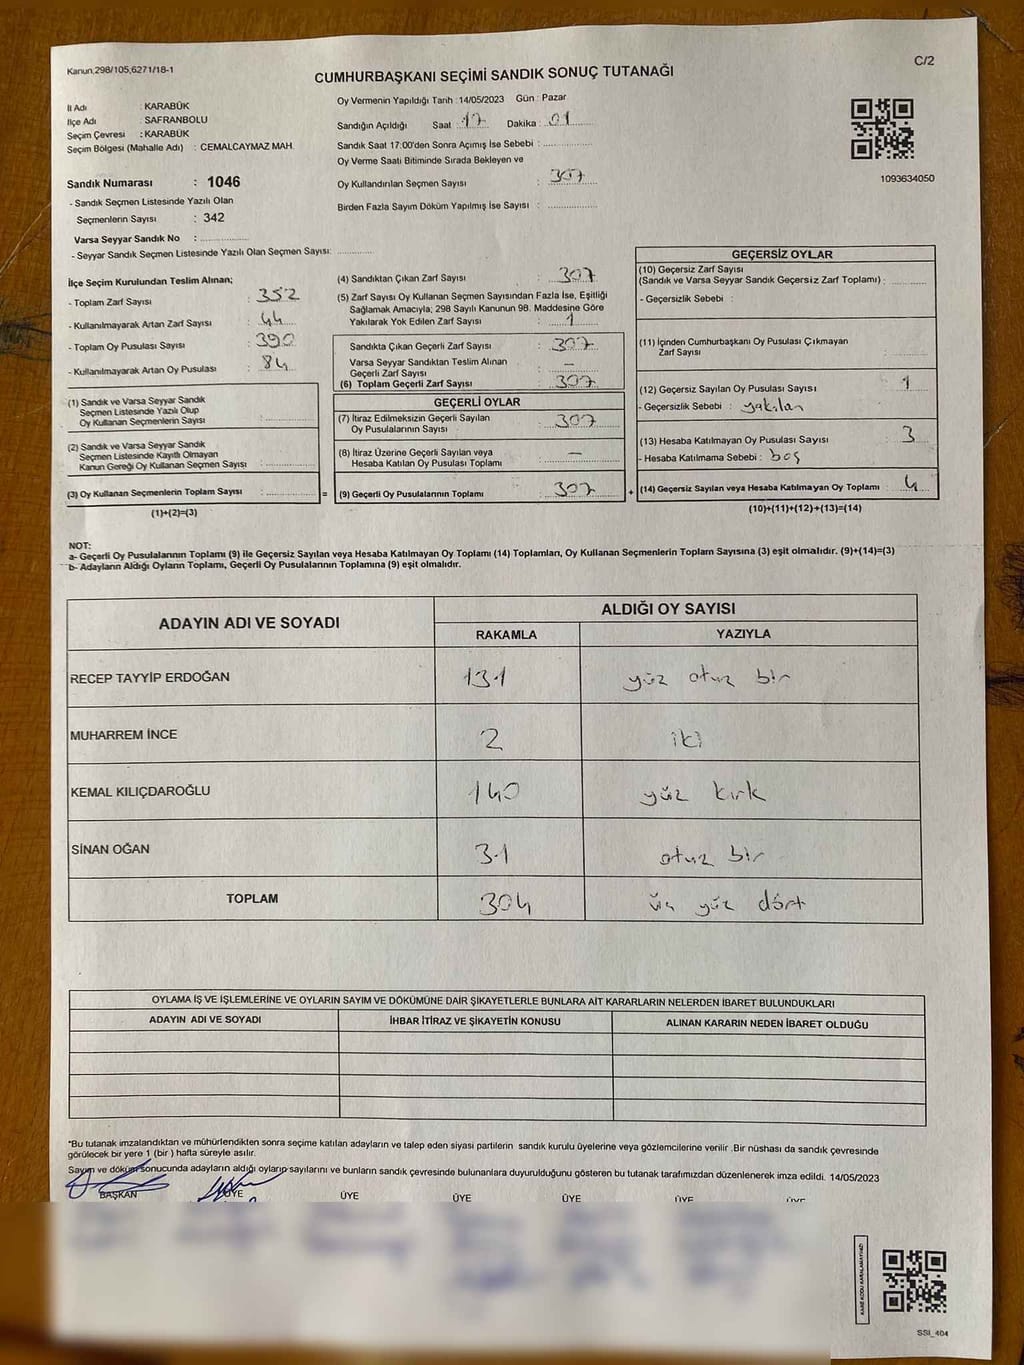 Kanun.298/105,6271/18-1
C/2
CUMHURBAŞKANI SEÇİMİ SANDIK SONUÇ TUTANAĞI
İl Adı : KARABÜK
İlçe Adı : SAFRANBOLU
Seçim Çevresi : KARABÜK
Seçim Bölgesi (Mahalle Adı) : CEMALCAYMAZ MAH.
Sandık Numarası : 1046
- Sandık Seçmen Listesinde Yazılı Olan
Seçmenlerin Sayısı : 342
Varsa Seyyar Sandık No :
- Seyyar Sandık Seçmen Listesinde Yazılı Olan Seçmen Sayısı:
Oy Vermenin Yapıldığı Tarih :14/05/2023 Gün : Pazar
Sandığın Açıldığı Saat 17 Dakika : 01
Sandık Saat 17:00'den Sonra Açımış İse Sebebi :
Oy Verme Saati Bitiminde Sırada Bekleyen ve
Oy Kullandırılan Seçmen Sayısı : 307
Birden Fazla Sayım Döküm Yapılmış İse Sayısı :
1093634050
İlçe Seçim Kurulundan Teslim Alınan;
- Toplam Zarf Sayısı : 352
- Kullanılmayarak Artan Zarf Sayısı : 44
- Toplam Oy Pusulası Sayısı : 390
- Kullanılmayarak Artan Oy Pusulası : 84
(1) Sandık ve Varsa Seyyar Sandık
Seçmen Listesinde Yazılı Olup
Oy Kullanan Seçmenlerin Sayısı :
(2) Sandık ve Varsa Seyyar Sandık
Seçmen Listesinde Kayıtlı Olmayan
Kanun Gereği Oy Kullanan Seçmen Sayısı :
(3) Oy Kullanan Seçmenlerin Toplam Sayısı : =
(1)+(2)=(3)
(4) Sandıktan Çıkan Zarf Sayısı : 307
(5) Zarf Sayısı Oy Kullanan Seçmen Sayısından Fazla İse, Eşitliği
Sağlamak Amacıyla; 298 Sayılı Kanunun 98. Maddesine Göre
Yakılarak Yok Edilen Zarf Sayısı : 1
Sandıkta Çıkan Geçerli Zarf Sayısı : 307
Varsa Seyyar Sandıktan Teslim Alınan
Geçerli Zarf Sayısı : —
(6) Toplam Geçerli Zarf Sayısı : 307
GEÇERLİ OYLAR
(7) İtiraz Edilmeksizin Geçerli Sayılan
Oy Pusulalarının Sayısı : 307
(8) İtiraz Üzerine Geçerli Sayılan veya
Hesaba Katılan Oy Pusulası Toplamı : —
(9) Geçerli Oy Pusulalarının Toplamı : 307 +
GEÇERSİZ OYLAR
(10) Geçersiz Zarf Sayısı
(Sandık ve Varsa Seyyar Sandık Geçersiz Zarf Toplamı) :
- Geçersizlik Sebebi :
(11) İçinden Cumhurbaşkanı Oy Pusulası Çıkmayan
Zarf Sayısı :
(12) Geçersiz Sayılan Oy Pusulası Sayısı : 1
- Geçersizlik Sebebi : yakılan
(13) Hesaba Katılmayan Oy Pusulası Sayısı : 3
- Hesaba Katılmama Sebebi : boş
(14) Geçersiz Sayılan veya Hesaba Katılmayan Oy Toplamı : 4
(10)+(11)+(12)+(13)=(14)
NOT:
a- Geçerli Oy Pusulalarının Toplamı (9) ile Geçersiz Sayılan veya Hesaba Katılmayan Oy Toplamı (14) Toplamları, Oy Kullanan Seçmenlerin Toplam Sayısına (3) eşit olmalıdır. (9)+(14)=(3)
b- Adayların Aldığı Oyların Toplamı, Geçerli Oy Pusulalarının Toplamına (9) eşit olmalıdır.
ADAYIN ADI VE SOYADI
ALDIĞI OY SAYISI
RAKAMLA YAZIYLA
RECEP TAYYİP ERDOĞAN 131 yüz otuz bir
MUHARREM İNCE 2 iki
KEMAL KILIÇDAROĞLU 140 yüz kırk
SİNAN OĞAN 31 otuz bir
TOPLAM 304 üç yüz dört
OYLAMA İŞ VE İŞLEMLERİNE VE OYLARIN SAYIM VE DÖKÜMÜNE DAİR ŞİKAYETLERLE BUNLARA AİT KARARLARIN NELERDEN İBARET BULUNDUKLARI
ADAYIN ADI VE SOYADI İHBAR İTİRAZ VE ŞİKAYETİN KONUSU ALINAN KARARIN NEDEN İBARET OLDUĞU
*Bu tutanak imzalandıktan ve mühürlendikten sonra seçime katılan adayların ve talep eden siyasi partilerin sandık kurulu üyelerine veya gözlemcilerine verilir .Bir nüshası da sandık çevresinde
görülecek bir yere 1 (bir ) hafta süreyle asılır.
Sayım ve döküm sonucunda adayların aldığı oyların sayılarını ve bunların sandık çevresinde bulunanlara duyurulduğunu gösteren bu tutanak tarafımızdan düzenlenerek imza edildi. 14/05/2023
BAŞKAN ÜYE ÜYE ÜYE ÜYE ÜYE ÜYE
KARE KODU KARALAMAYINIZ!
SSI_404